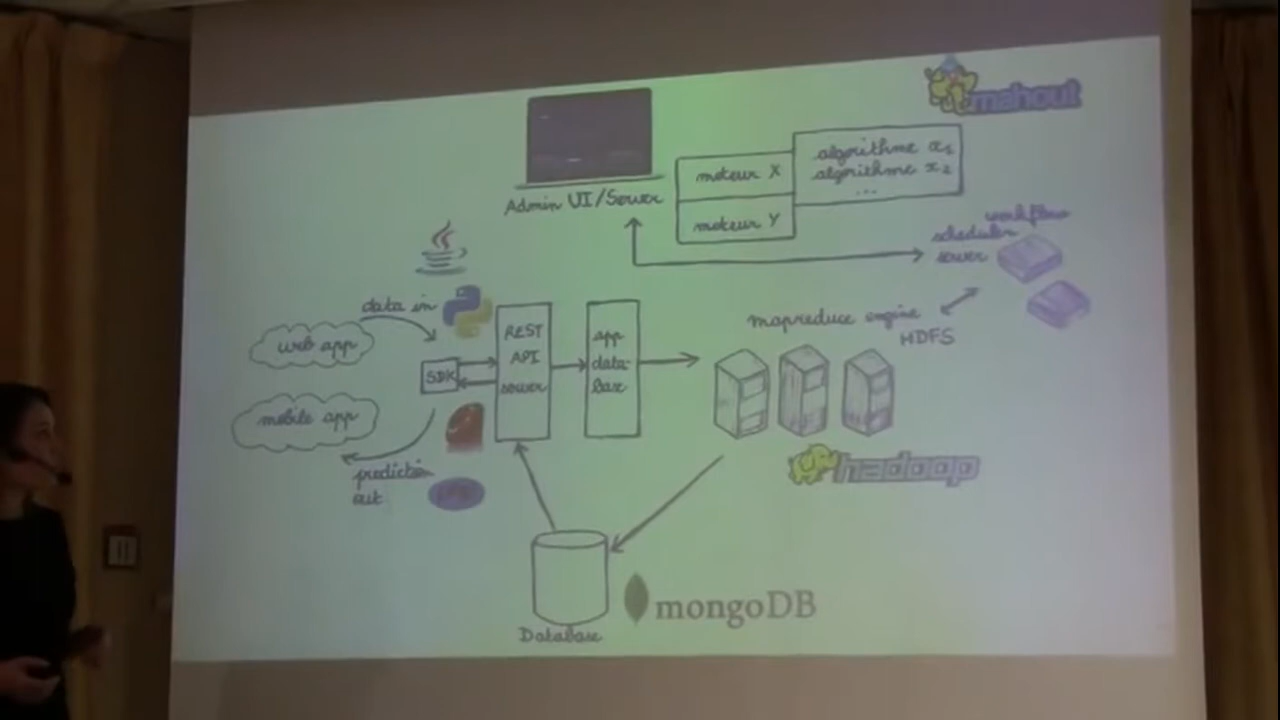 mahout
algorithme x1
algorithme x2
...
moteur X
moteur Y
Admin UI/Server
workflow
scheduler
server
data in
web app
SDK
REST
API
server
app
data-
base
mapreduce engine
HDFS
mobile app
prediction
out
php
hadoop
mongoDB
Database